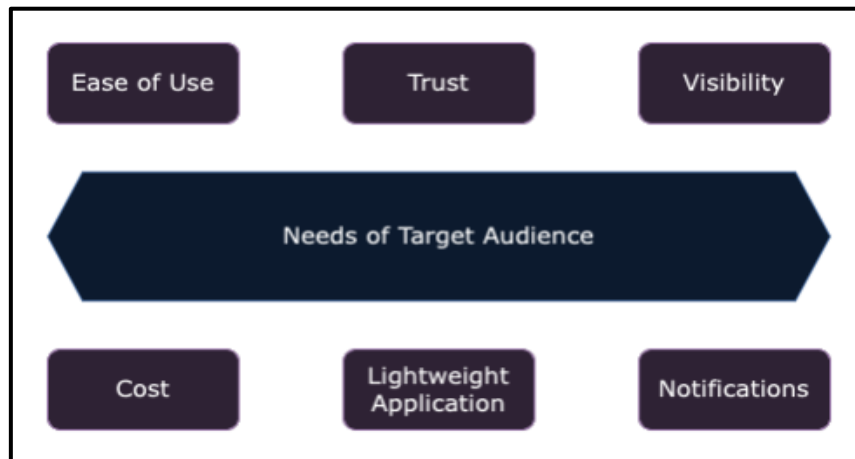 Ease of Use
Trust
Visibility
Needs of Target Audience
Cost
Lightweight
Application
Notifications